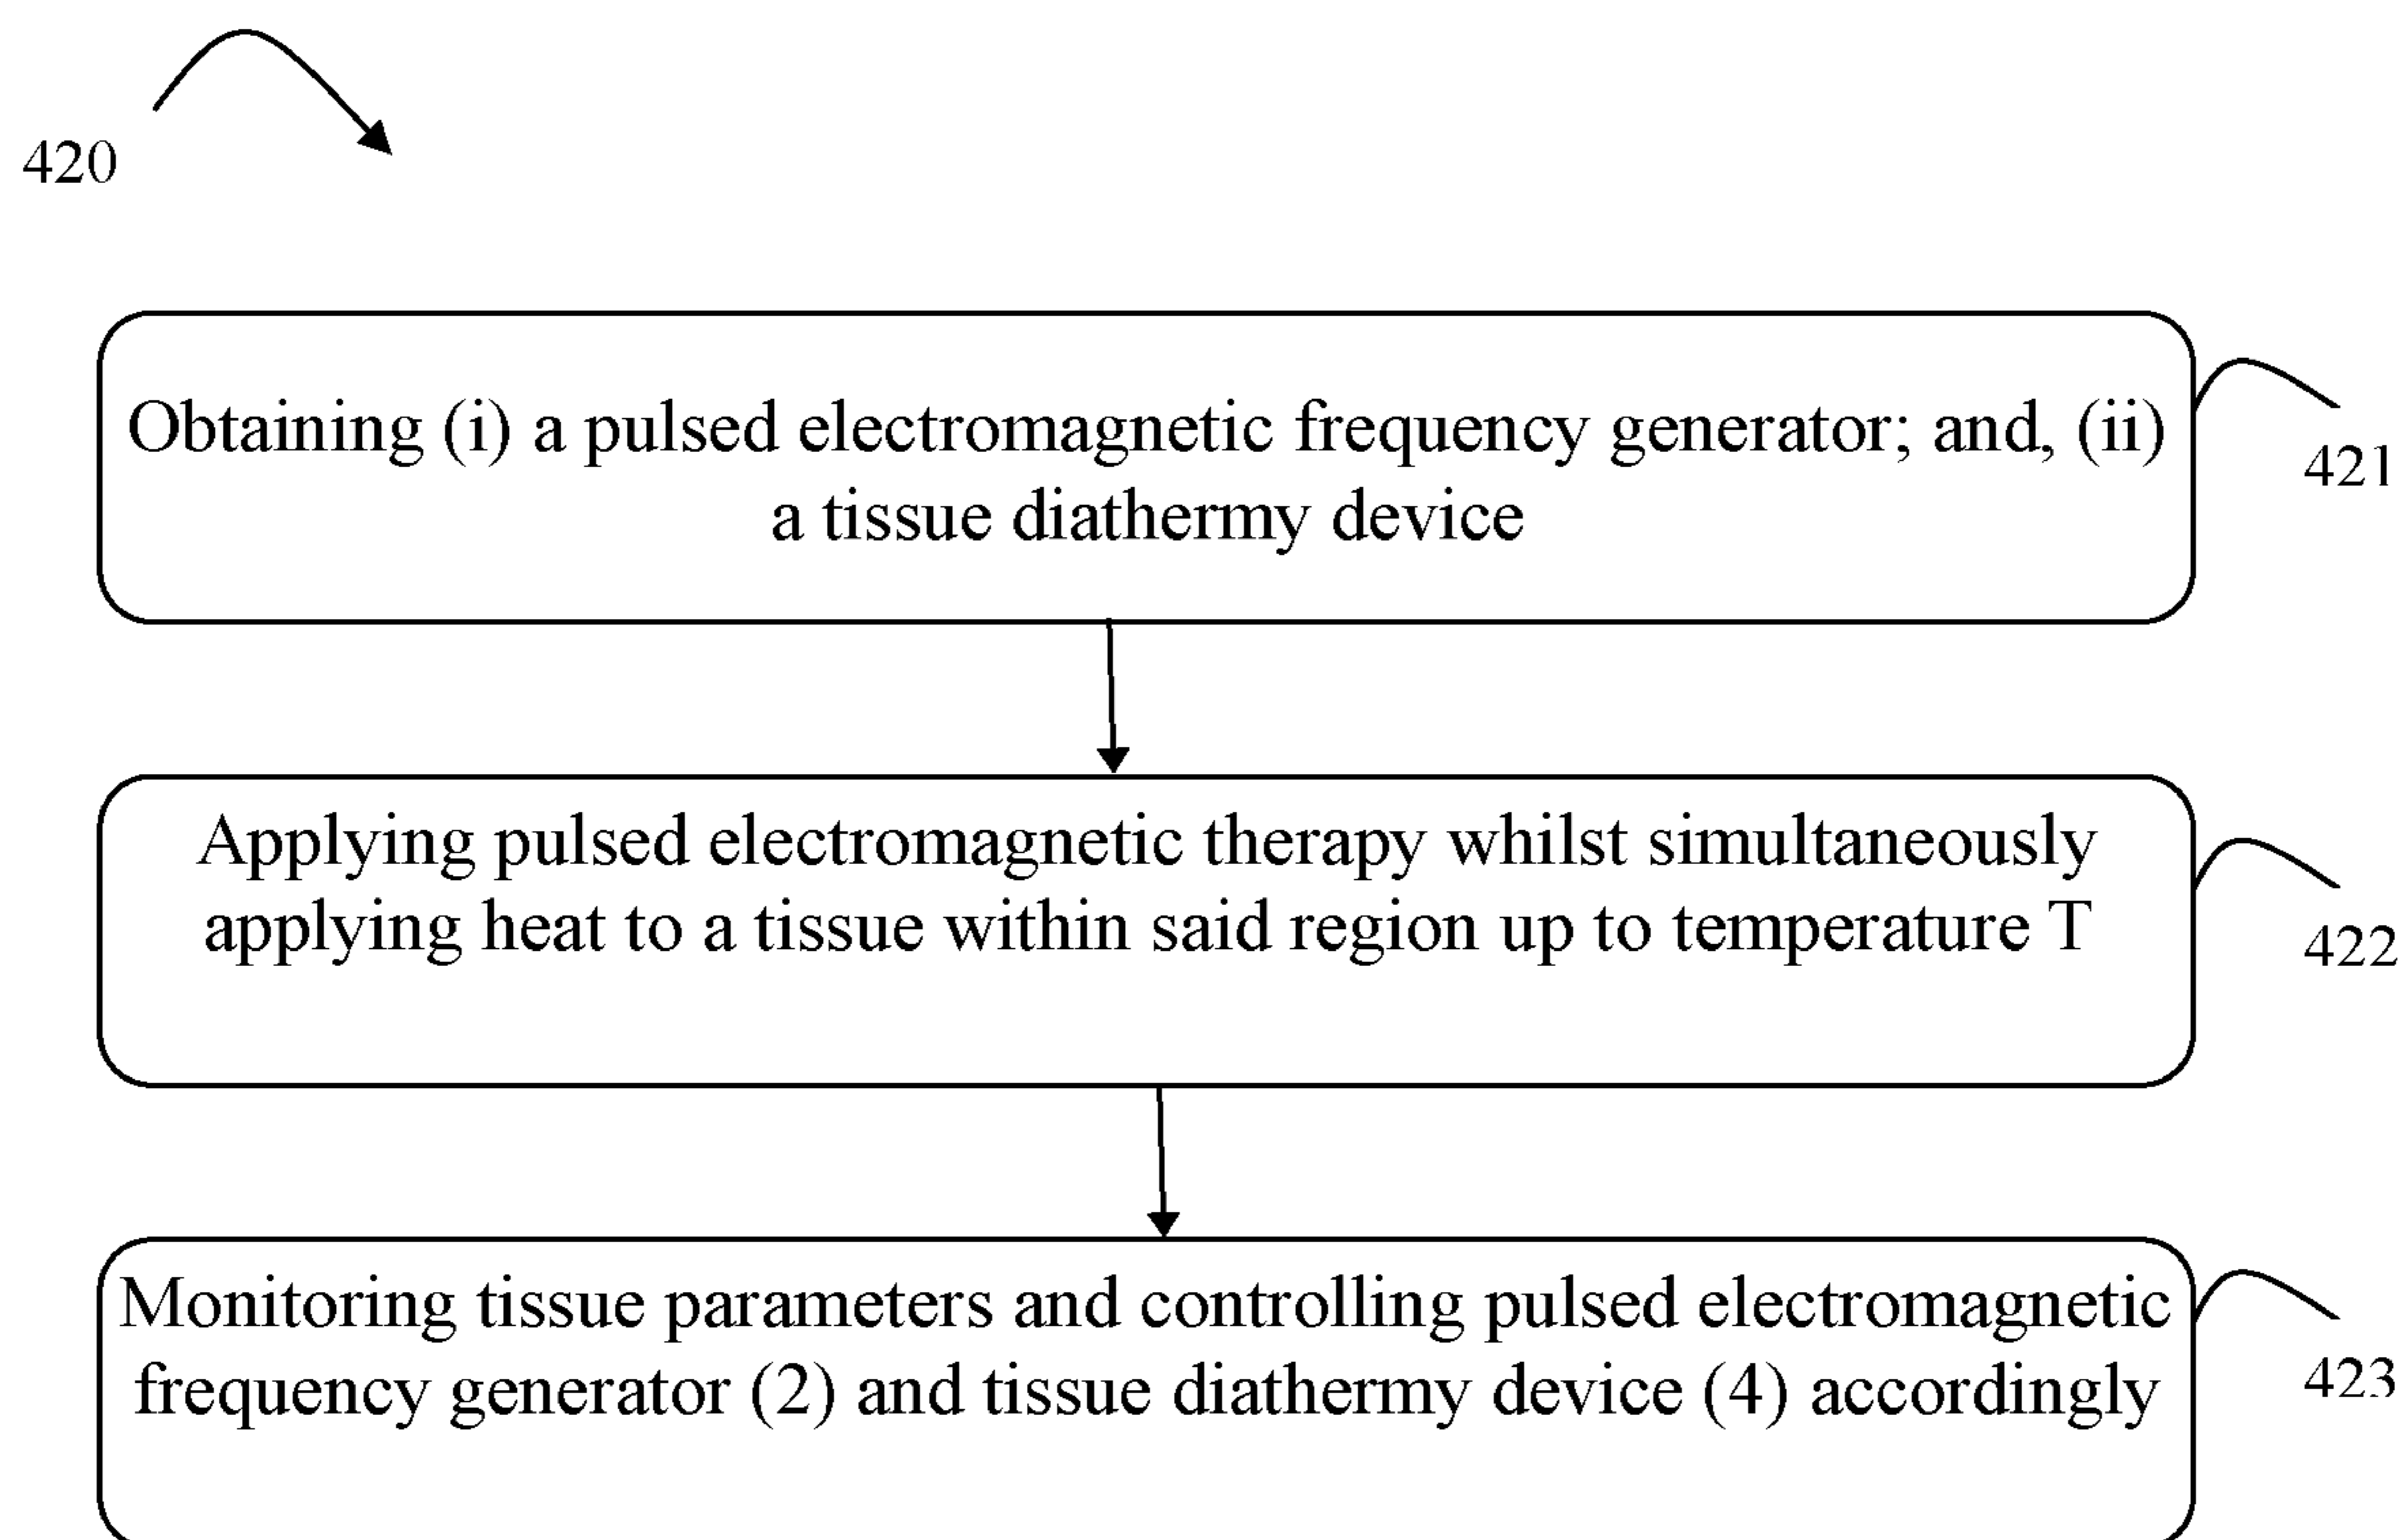 420
Obtaining (i) a pulsed electromagnetic frequency generator; and, (ii)
a tissue diathermy device
421
Applying pulsed electromagnetic therapy whilst simultaneously
applying heat to a tissue within said region up to temperature T
422
Monitoring tissue parameters and controlling pulsed electromagnetic
frequency generator (2) and tissue diathermy device (4) accordingly
423